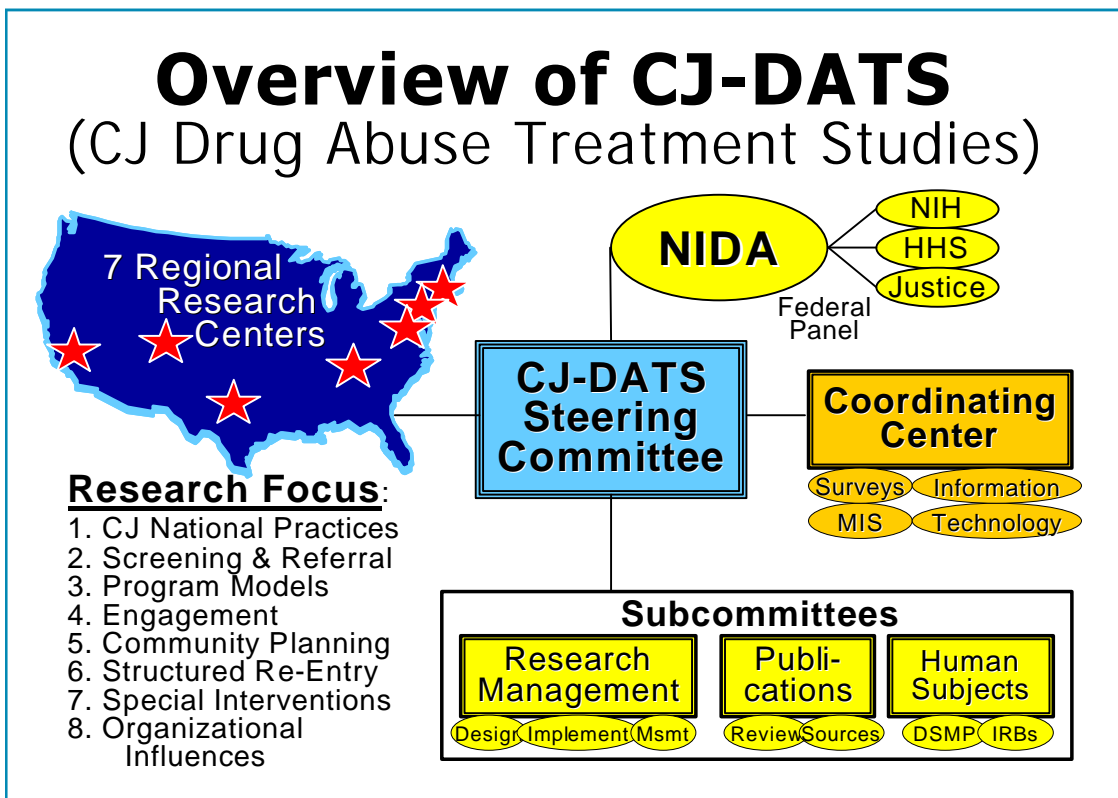 Overview of CJ-DATS
(CJ Drug Abuse Treatment Studies)
7 Regional
Research
Centers
NIDA
NIH
HHS
Justice
Federal
Panel
CJ-DATS
Steering
Committee
Coordinating
Center
Surveys
Information
MIS
Technology
Research Focus:
1. CJ National Practices
2. Screening & Referral
3. Program Models
4. Engagement
5. Community Planning
6. Structured Re-Entry
7. Special Interventions
8. Organizational
Influences
Subcommittees
Research
Management
Design
Implement
Msmt
Publi-
cations
Review
Sources
Human
Subjects
DSMP
IRBs